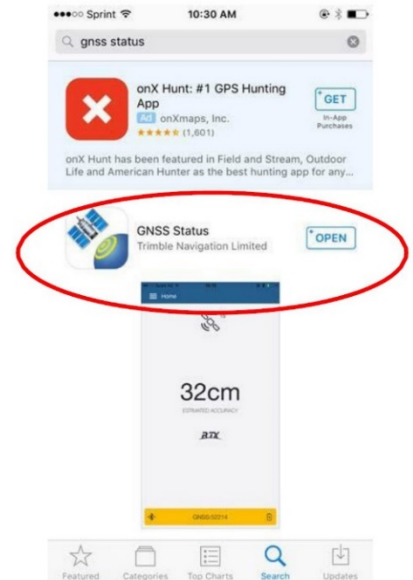 Sprint 10:30 AM
gnss status
onX Hunt: #1 GPS Hunting
App
Ad onXmaps, Inc.
(1,601)
GET
In-App
Purchases
onX Hunt has been featured in Field and Stream, Outdoor
Life and American Hunter as the best hunting app for any...
GNSS Status
Trimble Navigation Limited
OPEN
Home
32cm
ESTIMATED ACCURACY
RTX
Featured Categories Top Charts Search Updates